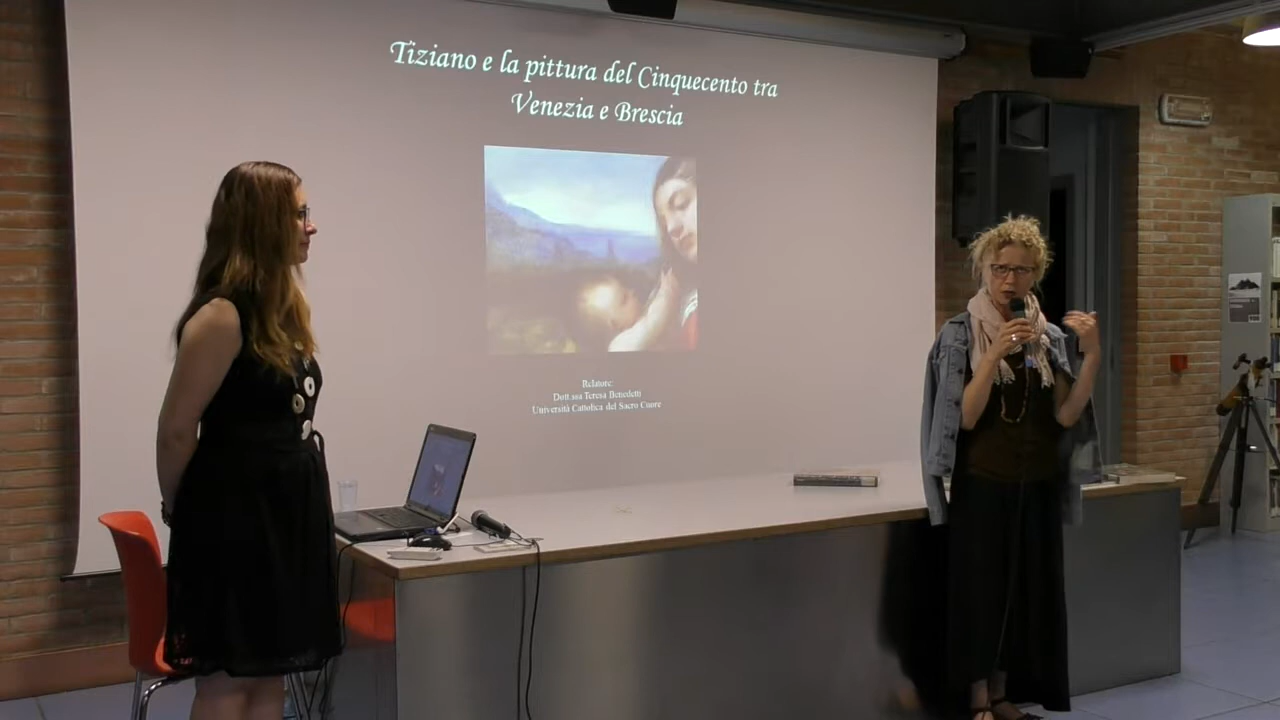 Tiziano e la pittura del Cinquecento tra
Venezia e Brescia
Relatore:
Dott.ssa Teresa Benedetti
Università Cattolica del Sacro Cuore